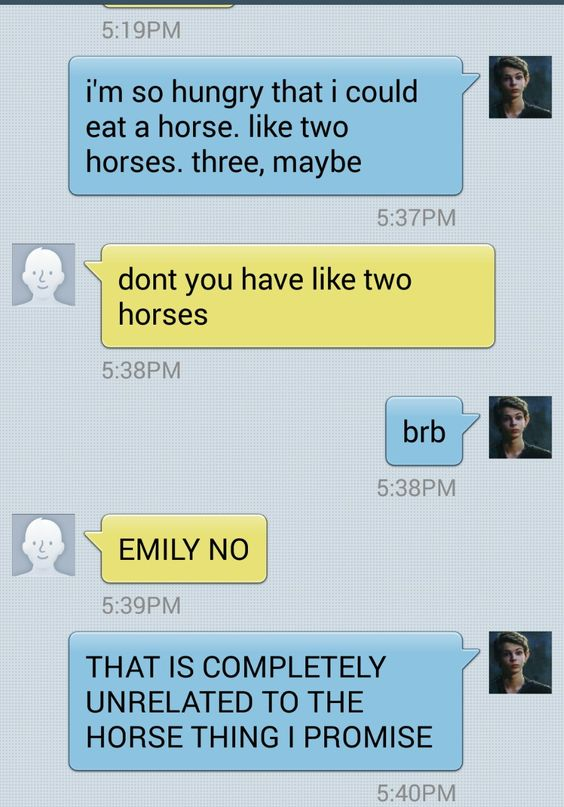 5:19PM
i'm so hungry that i could
eat a horse. like two
horses. three, maybe
5:37PM
dont you have like two
horses
5:38PM
brb
5:38PM
EMILY NO
5:39PM
THAT IS COMPLETELY
UNRELATED TO THE
HORSE THING I PROMISE
5:40PM